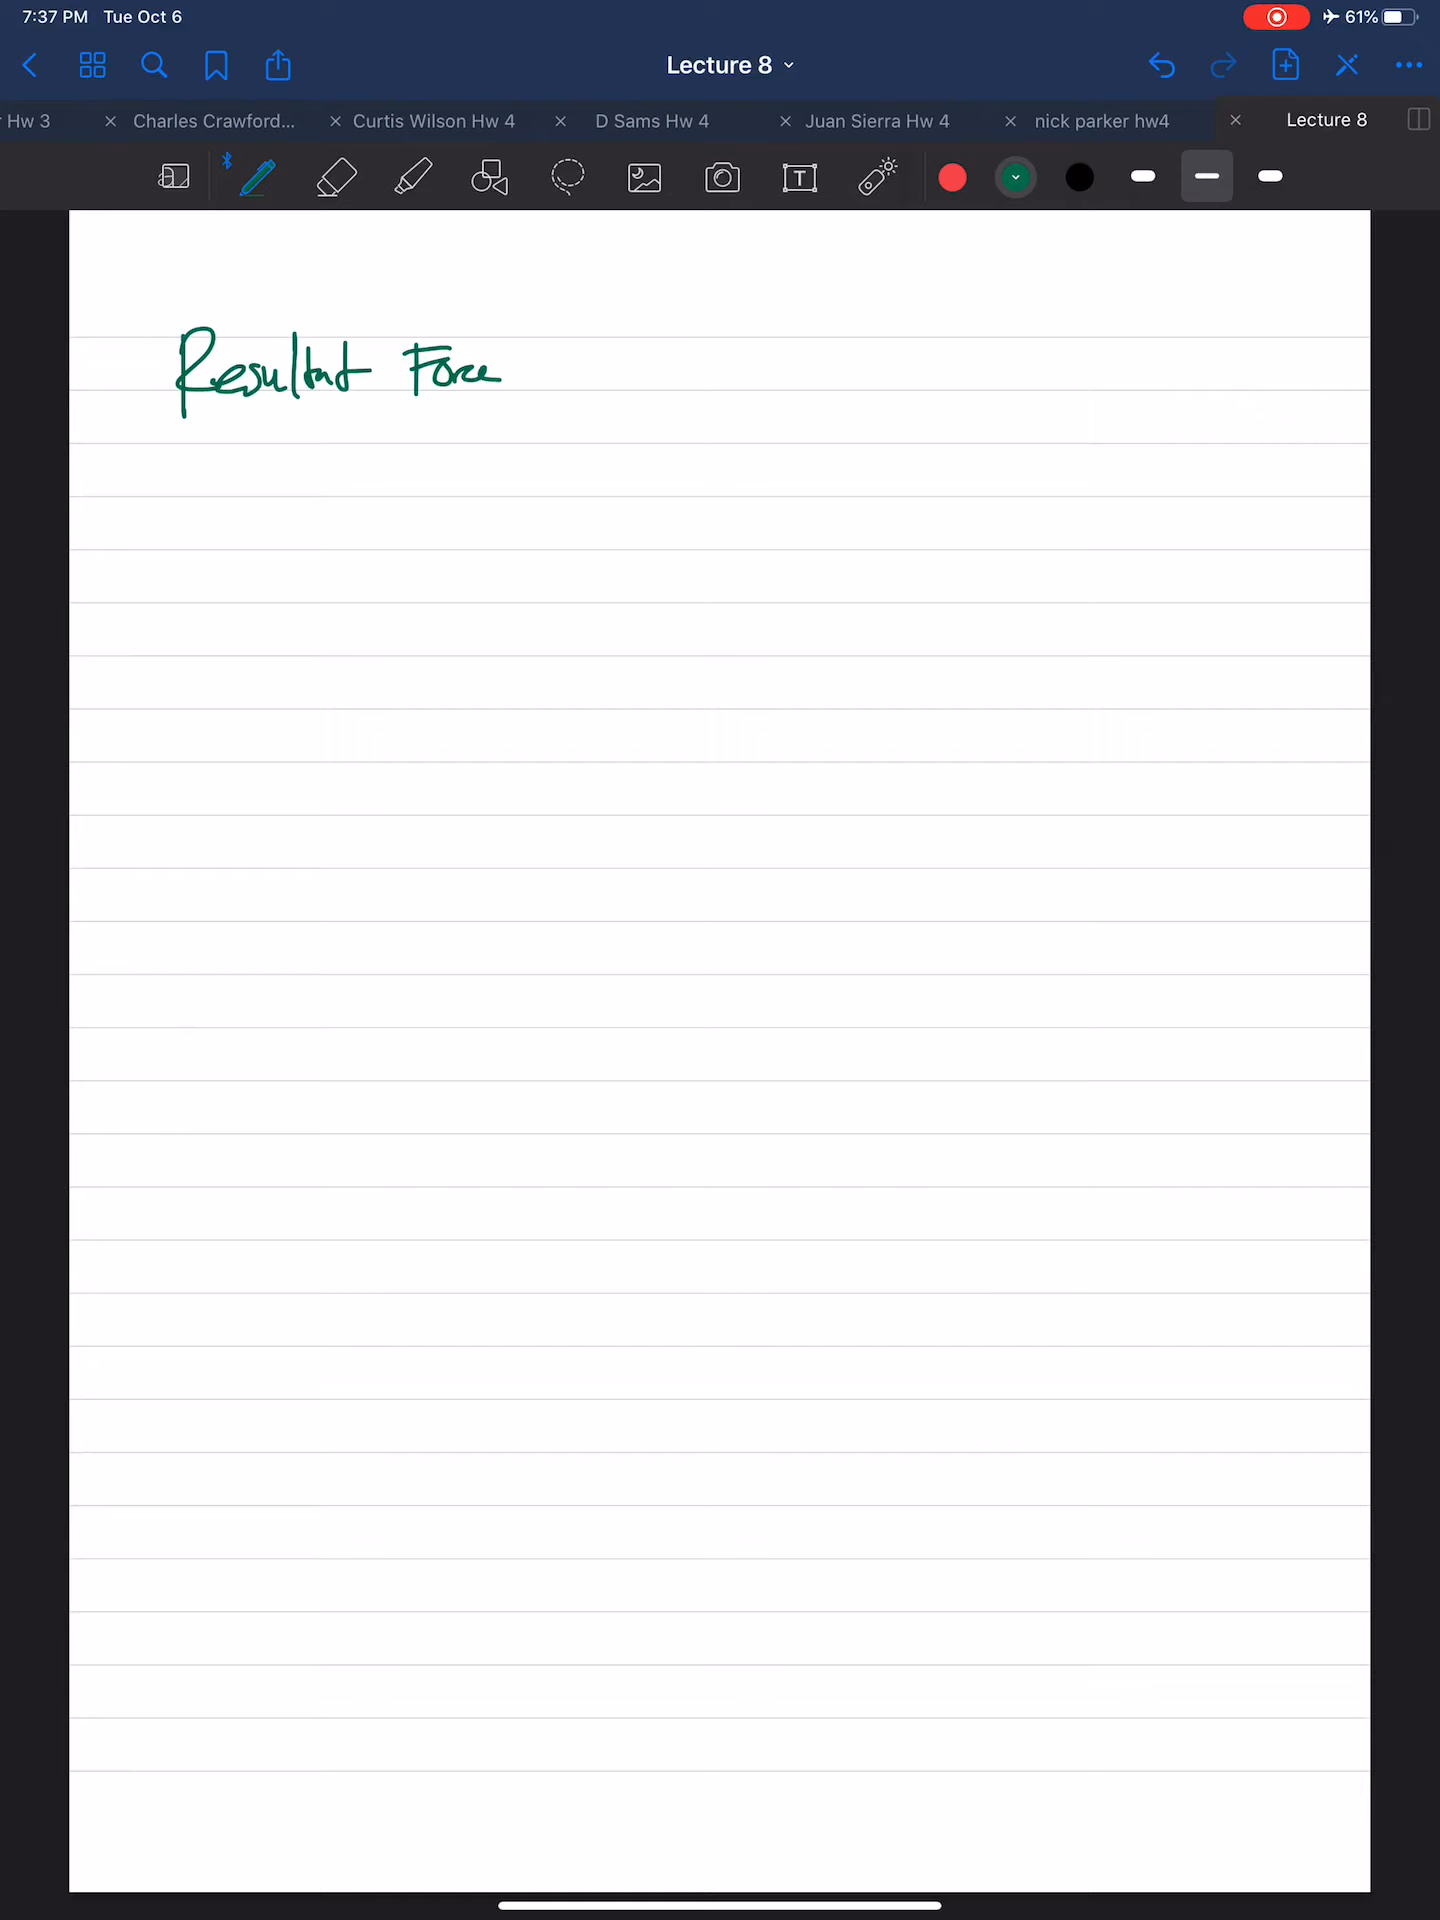 7:37 PM Tue Oct 6 61%
Lecture 8
Hw 3 Charles Crawford... Curtis Wilson Hw 4 D Sams Hw 4 Juan Sierra Hw 4 nick parker hw4 Lecture 8
Resultant Force